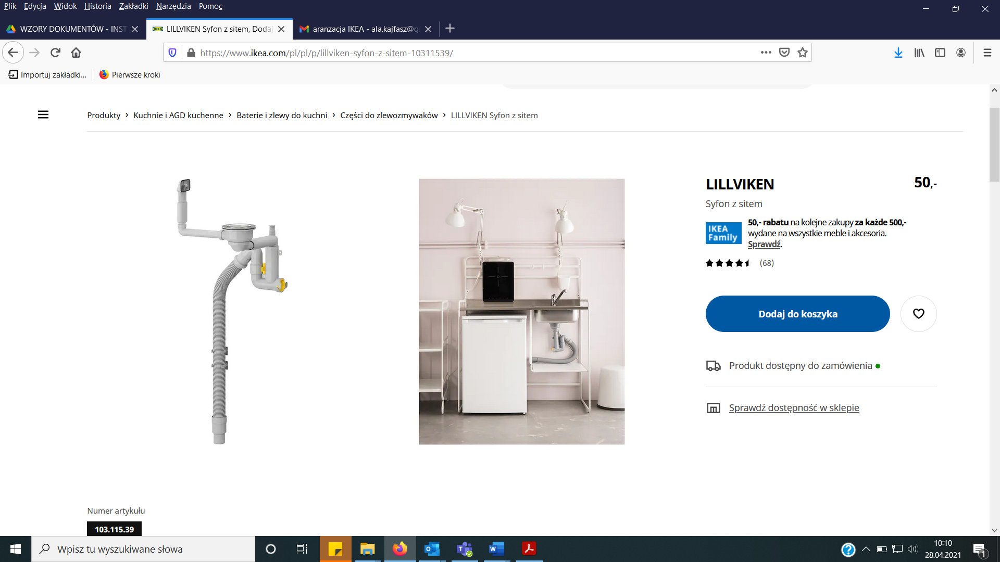 Plik Edycja Widok Historia Zakładki Narzędzia Pomoc
WZORY DOKUMENTÓW - INST
LILLVIKEN Syfon z sitem, Dodaj
aranzacja IKEA - ala.kajfasz@g
https://www.ikea.com/pl/pl/p/lillviken-syfon-z-sitem-10311539/
Importuj zakładki...
Pierwsze kroki
Produkty › Kuchnie i AGD kuchenne › Baterie i zlewy do kuchni › Części do zlewozmywaków › LILLVIKEN Syfon z sitem
LILLVIKEN
50,-
Syfon z sitem
IKEA
Family
50,- rabatu na kolejne zakupy za każde 500,-
wydane na wszystkie meble i akcesoria.
Sprawdź.
(68)
Dodaj do koszyka
Produkt dostępny do zamówienia
Sprawdź dostępność w sklepie
Numer artykułu
103.115.39
Wpisz tu wyszukiwane słowa
10:10
28.04.2021
1